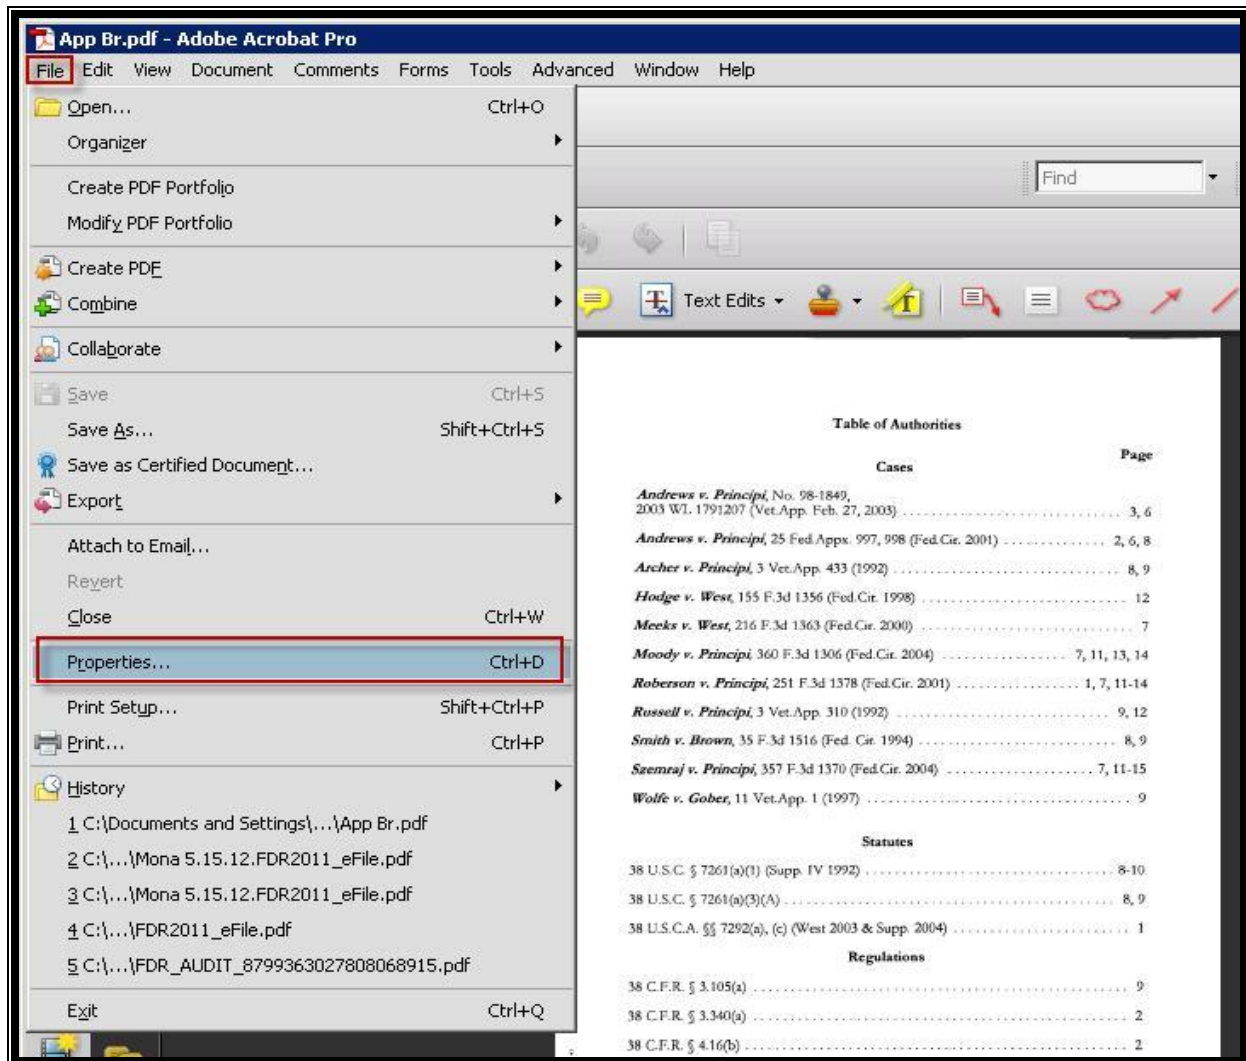 App Br.pdf - Adobe Acrobat Pro
File Edit View Document Comments Forms Tools Advanced Window Help
Open... Ctrl+O
Organizer
Create PDF Portfolio
Modify PDF Portfolio
Create PDF
Combine
Collaborate
Save Ctrl+S
Save As... Shift+Ctrl+S
Save as Certified Document...
Export
Attach to Email...
Revert
Close Ctrl+W
Properties... Ctrl+D
Print Setup... Shift+Ctrl+P
Print... Ctrl+P
History
1 C:\Documents and Settings\...\App Br.pdf
2 C:\...\Mona 5.15.12.FDR2011_eFile.pdf
3 C:\...\Mona 5.15.12.FDR2011_eFile.pdf
4 C:\...\FDR2011_eFile.pdf
5 C:\...\FDR_AUDIT_8799363027808068915.pdf
Exit Ctrl+Q
Find
Text Edits
Table of Authorities
Page
Cases
Andrews v. Principi, No. 98-1849,
2003 WL 1791207 (Vet.App. Feb. 27, 2003) ............................ 3, 6
Andrews v. Principi, 25 Fed.Appx. 997, 998 (Fed.Cir. 2001) .............. 2, 6, 8
Archer v. Principi, 3 Vet.App. 433 (1992) ............................... 8, 9
Hodge v. West, 155 F.3d 1356 (Fed.Cir. 1998) ............................ 12
Meeks v. West, 216 F.3d 1363 (Fed.Cir. 2000) ............................ 7
Moody v. Principi, 360 F.3d 1306 (Fed.Cir. 2004) ................. 7, 11, 13, 14
Roberson v. Principi, 251 F.3d 1378 (Fed.Cir. 2001) ................. 1, 7, 11-14
Russell v. Principi, 3 Vet.App. 310 (1992) .............................. 9, 12
Smith v. Brown, 35 F.3d 1516 (Fed. Cir. 1994) ........................... 8, 9
Szemraj v. Principi, 357 F.3d 1370 (Fed.Cir. 2004) .................... 7, 11-15
Wolfe v. Gober, 11 Vet.App. 1 (1997) .................................... 9
Statutes
38 U.S.C. § 7261(a)(1) (Supp. IV 1992) .................................. 8-10
38 U.S.C. § 7261(a)(3)(A) ............................................... 8, 9
38 U.S.C.A. §§ 7292(a), (c) (West 2003 & Supp. 2004) .......................... 1
Regulations
38 C.F.R. § 3.105(a) .................................................... 9
38 C.F.R. § 3.340(a) .................................................... 2
38 C.F.R. § 4.16(b) ..................................................... 2